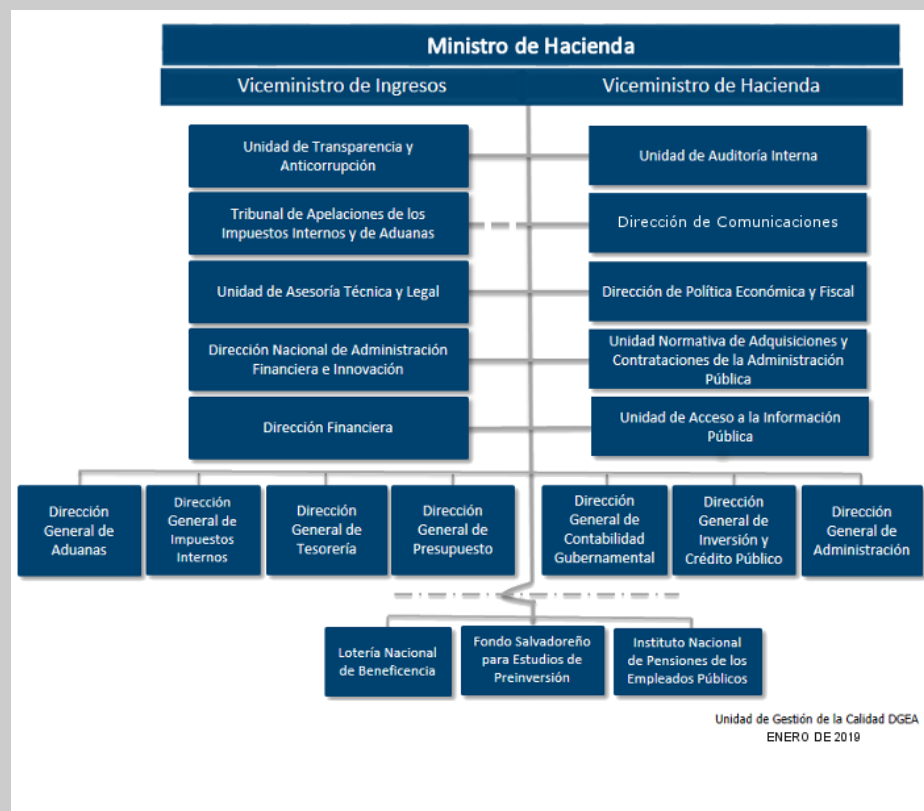 Ministro de Hacienda
Viceministro de Ingresos
Viceministro de Hacienda
Unidad de Transparencia y
Anticorrupción
Unidad de Auditoría Interna
Tribunal de Apelaciones de los
Impuestos Internos y de Aduanas
Dirección de Comunicaciones
Unidad de Asesoría Técnica y Legal
Dirección de Política Económica y Fiscal
Dirección Nacional de Administración
Financiera e Innovación
Unidad Normativa de Adquisiciones y
Contrataciones de la Administración
Pública
Dirección Financiera
Unidad de Acceso a la Información
Pública
Dirección
General de
Aduanas
Dirección
General de
Impuestos
Internos
Dirección
General de
Tesorería
Dirección
General de
Presupuesto
Dirección
General de
Contabilidad
Gubernamental
Dirección
General de
Inversión y
Crédito Público
Dirección
General de
Administración
Lotería Nacional
de Beneficencia
Fondo Salvadoreño
para Estudios de
Preinversión
Instituto Nacional
de Pensiones de los
Empleados Públicos
Unidad de Gestión de la Calidad DGEA
ENERO DE 2019